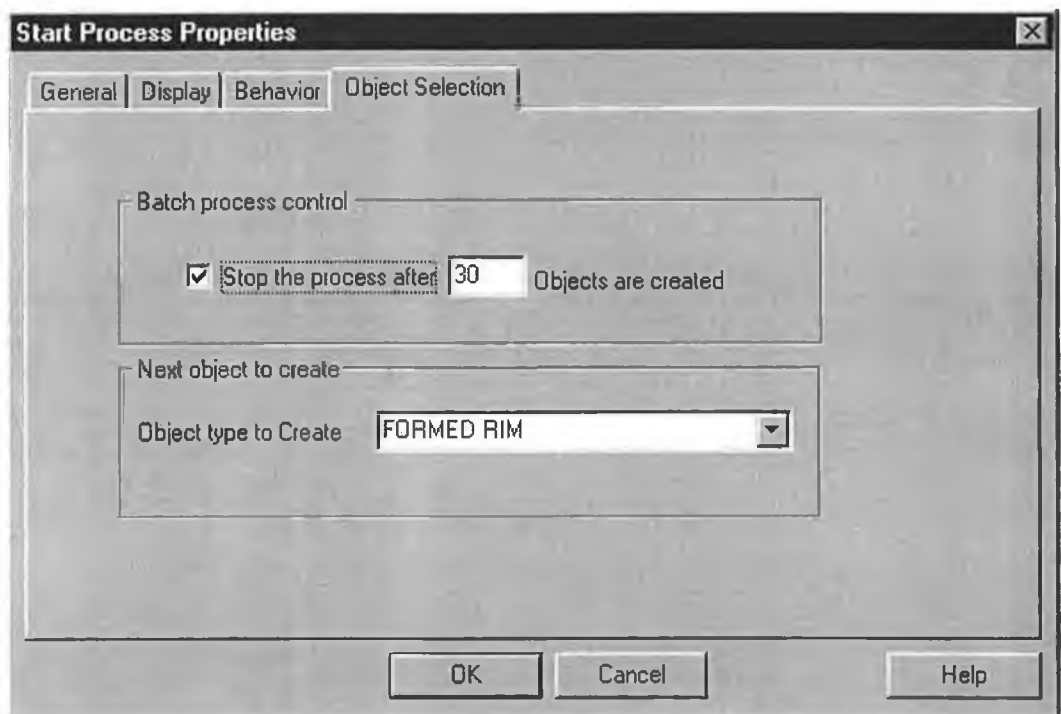 Start Process Properties
General Display Behavior Object Selection
Batch process control
Stop the process after 30 Objects are created
Next object to create
Object type to Create FORMED RIM
OK Cancel Help